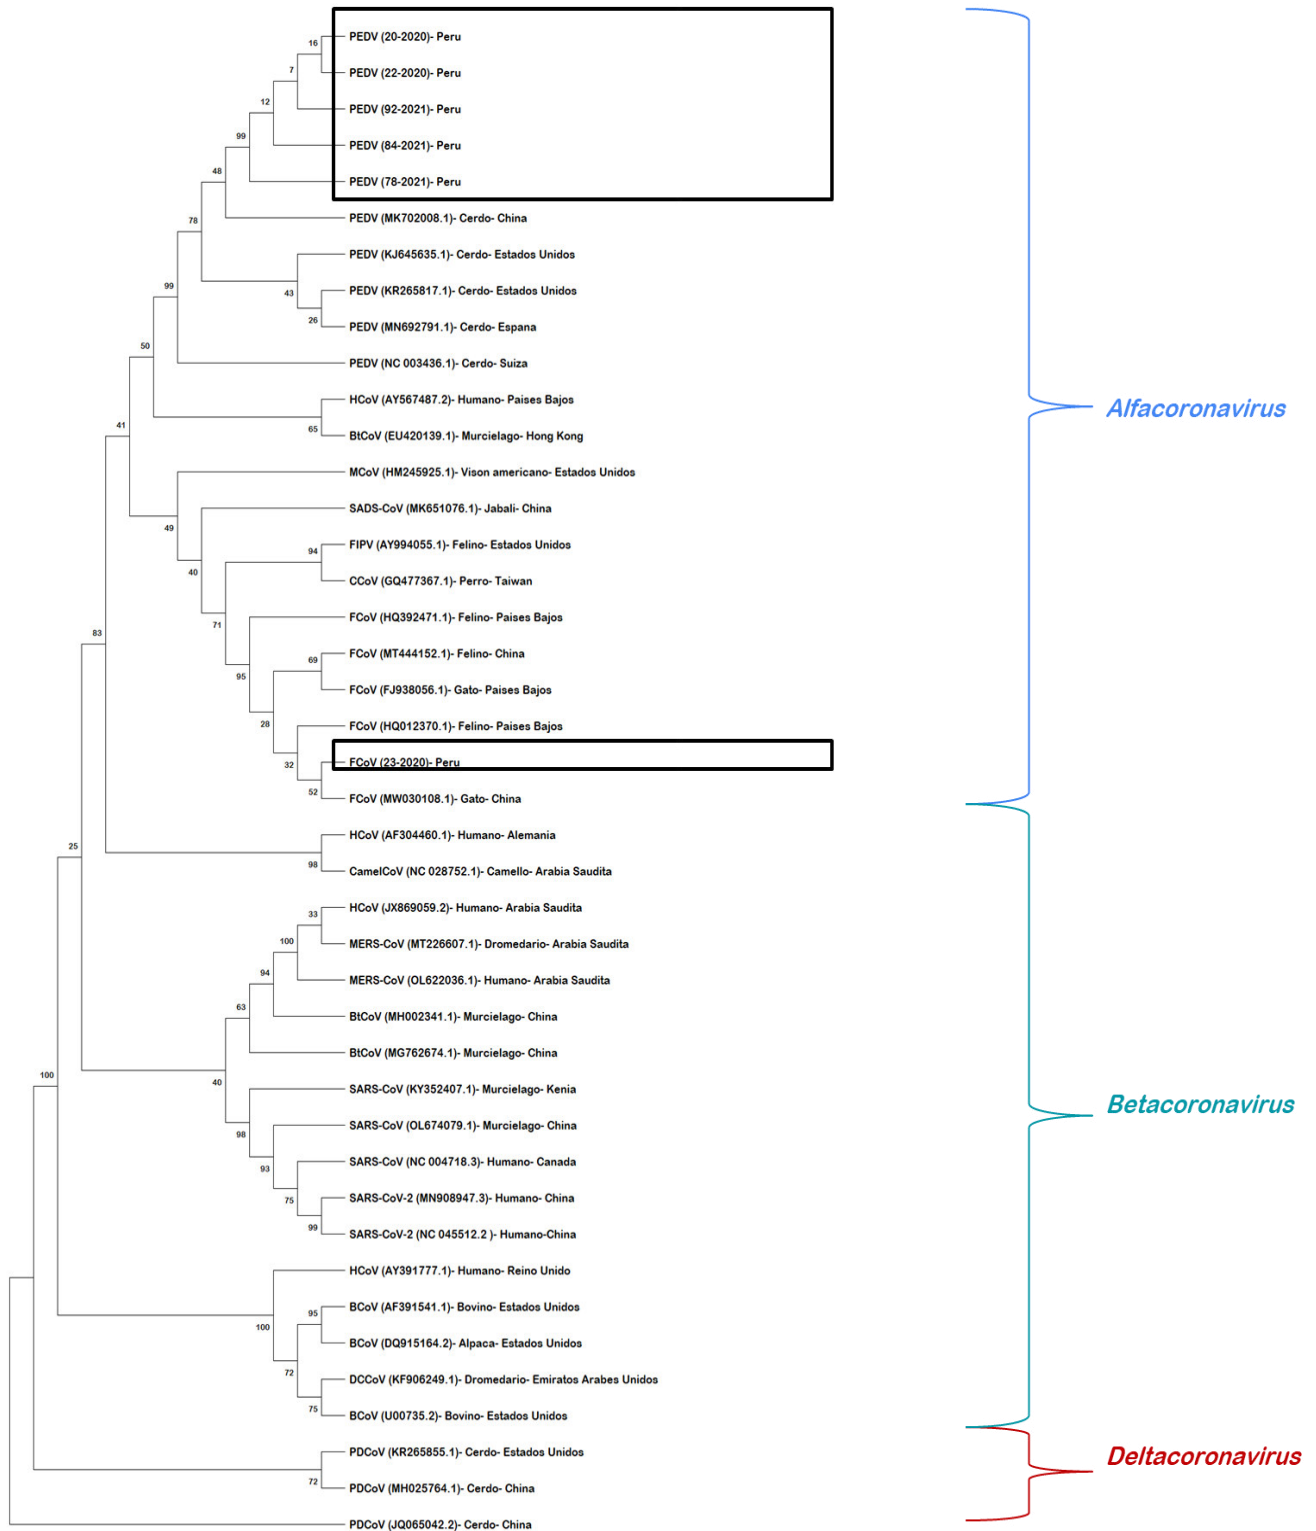 PEDV (20-2020)- Peru
16
PEDV (22-2020)- Peru
7
12
PEDV (92-2021)- Peru
99
PEDV (84-2021)- Peru
48
PEDV (78-2021)- Peru
78
PEDV (MK702008.1)- Cerdo- China
PEDV (KJ645635.1)- Cerdo- Estados Unidos
99
43
PEDV (KR265817.1)- Cerdo- Estados Unidos
26
PEDV (MN692791.1)- Cerdo- Espana
50
PEDV (NC 003436.1)- Cerdo- Suiza
HCoV (AY567487.2)- Humano- Paises Bajos
Alfacoronavirus
41
65
BtCoV (EU420139.1)- Murcielago- Hong Kong
MCoV (HM245925.1)- Vison americano- Estados Unidos
SADS-CoV (MK651076.1)- Jabali- China
49
FIPV (AY994055.1)- Felino- Estados Unidos
94
40
CCoV (GQ477367.1)- Perro- Taiwan
FCoV (HQ392471.1)- Felino- Paises Bajos
71
83
FCoV (MT444152.1)- Felino- China
69
95
FCoV (FJ938056.1)- Gato- Paises Bajos
28
FCoV (HQ012370.1)- Felino- Paises Bajos
32
FCoV (23-2020)- Peru
52
FCoV (MW030108.1)- Gato- China
HCoV (AF304460.1)- Humano- Alemania
25
98
CamelCoV (NC 028752.1)- Camello- Arabia Saudita
HCoV (JX869059.2)- Humano- Arabia Saudita
33
100
MERS-CoV (MT226607.1)- Dromedario- Arabia Saudita
94
MERS-CoV (OL622036.1)- Humano- Arabia Saudita
63
BtCoV (MH002341.1)- Murcielago- China
BtCoV (MG762674.1)- Murcielago- China
100
40
SARS-CoV (KY352407.1)- Murcielago- Kenia
Betacoronavirus
98
SARS-CoV (OL674079.1)- Murcielago- China
93
SARS-CoV (NC 004718.3)- Humano- Canada
75
SARS-CoV-2 (MN908947.3)- Humano- China
99
SARS-CoV-2 (NC 045512.2 )- Humano-China
HCoV (AY391777.1)- Humano- Reino Unido
BCoV (AF391541.1)- Bovino- Estados Unidos
95
100
BCoV (DQ915164.2)- Alpaca- Estados Unidos
72
DCCoV (KF906249.1)- Dromedario- Emiratos Arabes Unidos
75
BCoV (U00735.2)- Bovino- Estados Unidos
PDCoV (KR265855.1)- Cerdo- Estados Unidos
Deltacoronavirus
72
PDCoV (MH025764.1)- Cerdo- China
PDCoV (JQ065042.2)- Cerdo- China